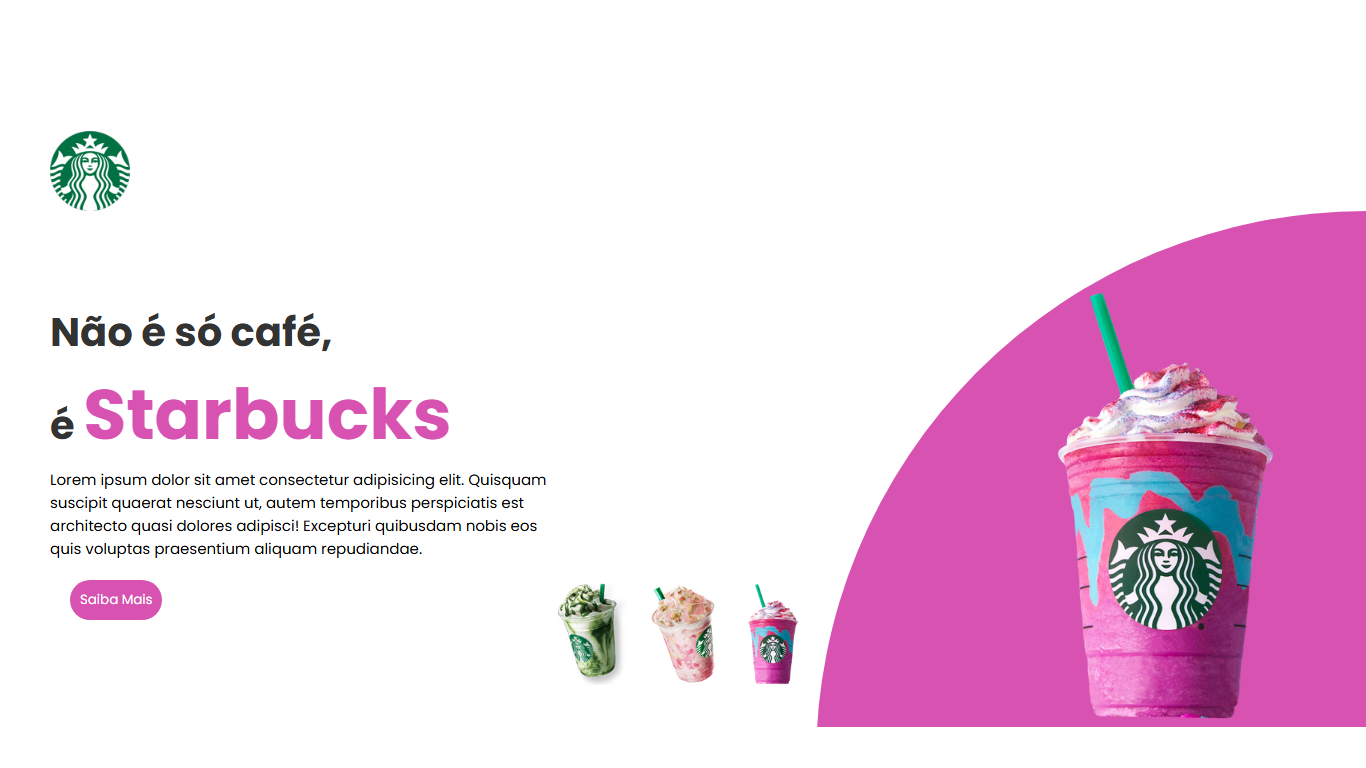 Não é só café,
é Starbucks
Lorem ipsum dolor sit amet consectetur adipisicing elit. Quisquam
suscipit quaerat nesciunt ut, autem temporibus perspiciatis est
architecto quasi dolores adipisci! Excepturi quibusdam nobis eos
quis voluptas praesentium aliquam repudiandae.
Saíba Mais